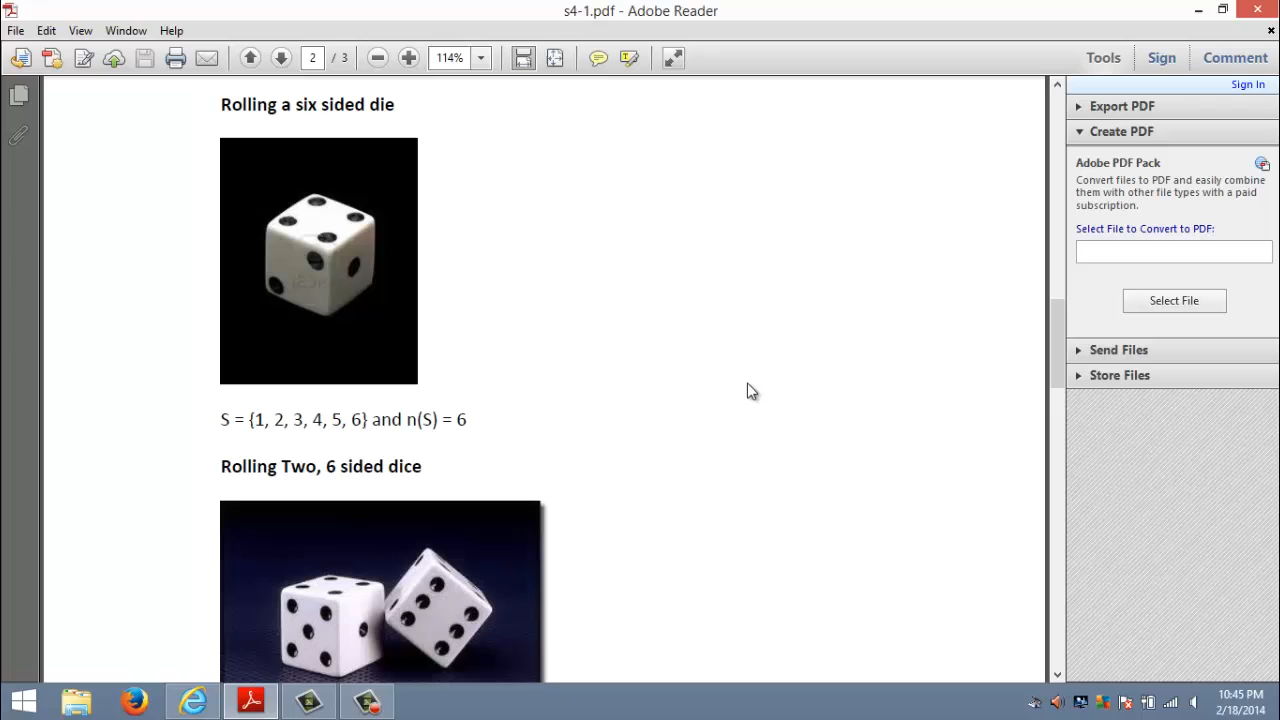 s4-1.pdf - Adobe Reader
File Edit View Window Help
2 / 3 114% Tools Sign Comment
Sign In
Export PDF
Create PDF
Adobe PDF Pack
Convert files to PDF and easily combine
them with other file types with a paid
subscription.
Select File to Convert to PDF:
Select File
Send Files
Store Files
Rolling a six sided die
S = {1, 2, 3, 4, 5, 6} and n(S) = 6
Rolling Two, 6 sided dice
10:45 PM
2/18/2014